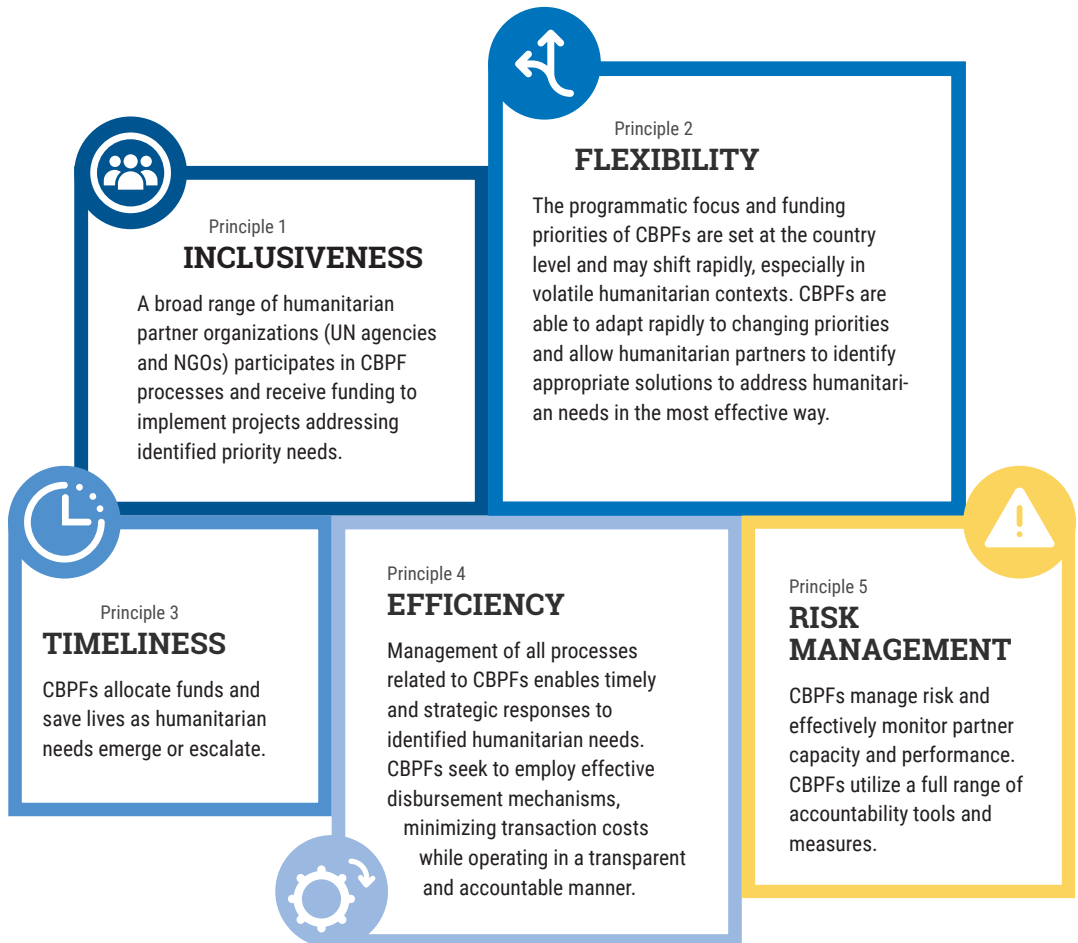 Principle 1
INCLUSIVENESS
A broad range of humanitarian
partner organizations (UN agencies
and NGOs) participates in CBPF
processes and receive funding to
implement projects addressing
identified priority needs.
Principle 2
FLEXIBILITY
The programmatic focus and funding
priorities of CBPFs are set at the country
level and may shift rapidly, especially in
volatile humanitarian contexts. CBPFs are
able to adapt rapidly to changing priorities
and allow humanitarian partners to identify
appropriate solutions to address humanitari-
an needs in the most effective way.
Principle 3
TIMELINESS
CBPFs allocate funds and
save lives as humanitarian
needs emerge or escalate.
Principle 4
EFFICIENCY
Management of all processes
related to CBPFs enables timely
and strategic responses to
identified humanitarian needs.
CBPFs seek to employ effective
disbursement mechanisms,
minimizing transaction costs
while operating in a transparent
and accountable manner.
Principle 5
RISK
MANAGEMENT
CBPFs manage risk and
effectively monitor partner
capacity and performance.
CBPFs utilize a full range of
accountability tools and
measures.